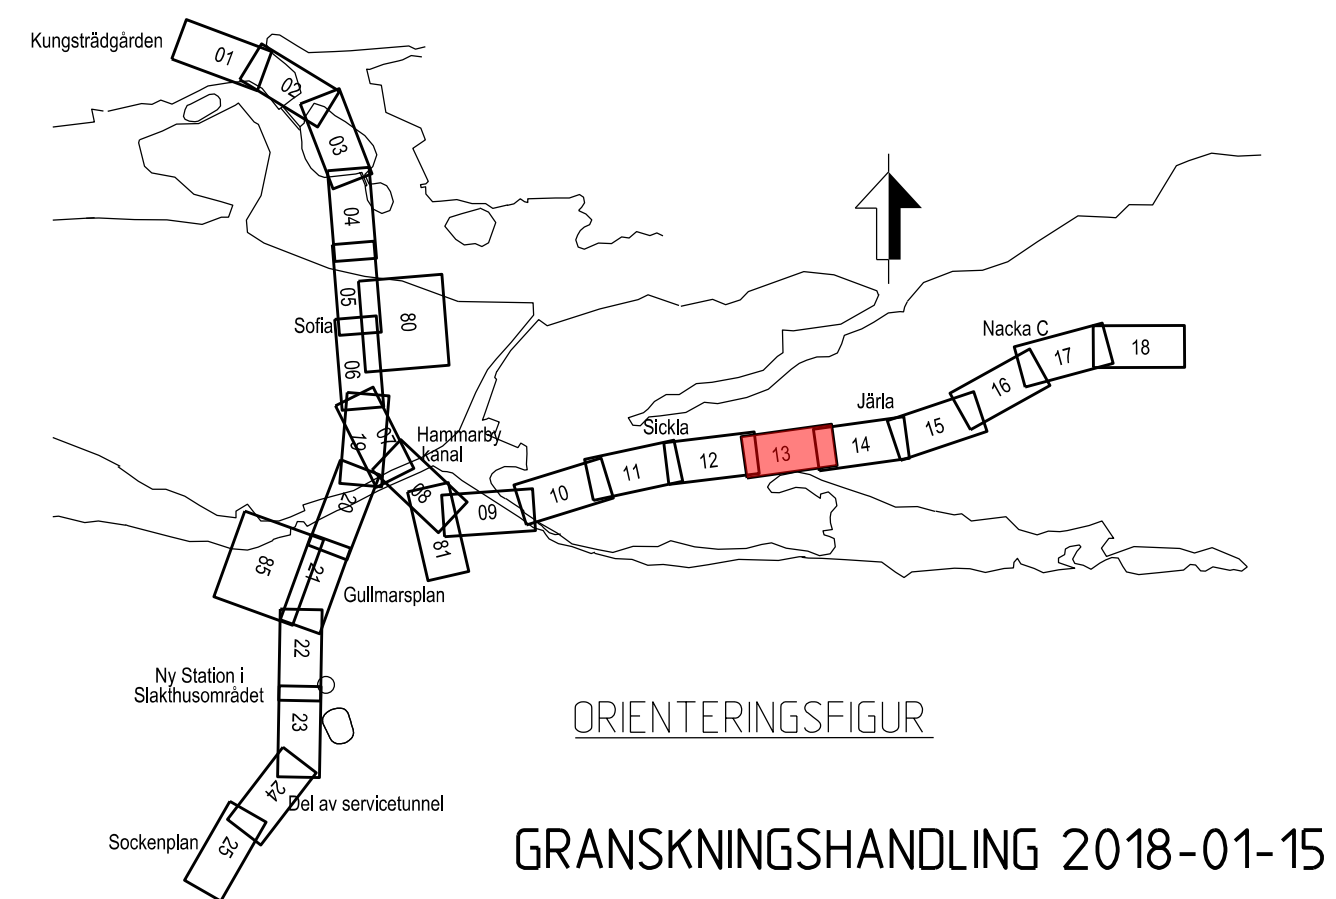 Kungsträdgården
01
02
03
04
05
80
Sofia
06
07
19
Hammarby
kanal
08
81
09
10
11
Sickla
12
13
Järla
14
15
16
Nacka C
17
18
20
85
21
Gullmarsplan
22
Ny Station i
Slakthusområdet
23
24
Del av servicetunnel
Sockenplan
25
ORIENTERINGSFIGUR
GRANSKNINGSHANDLING 2018-01-15